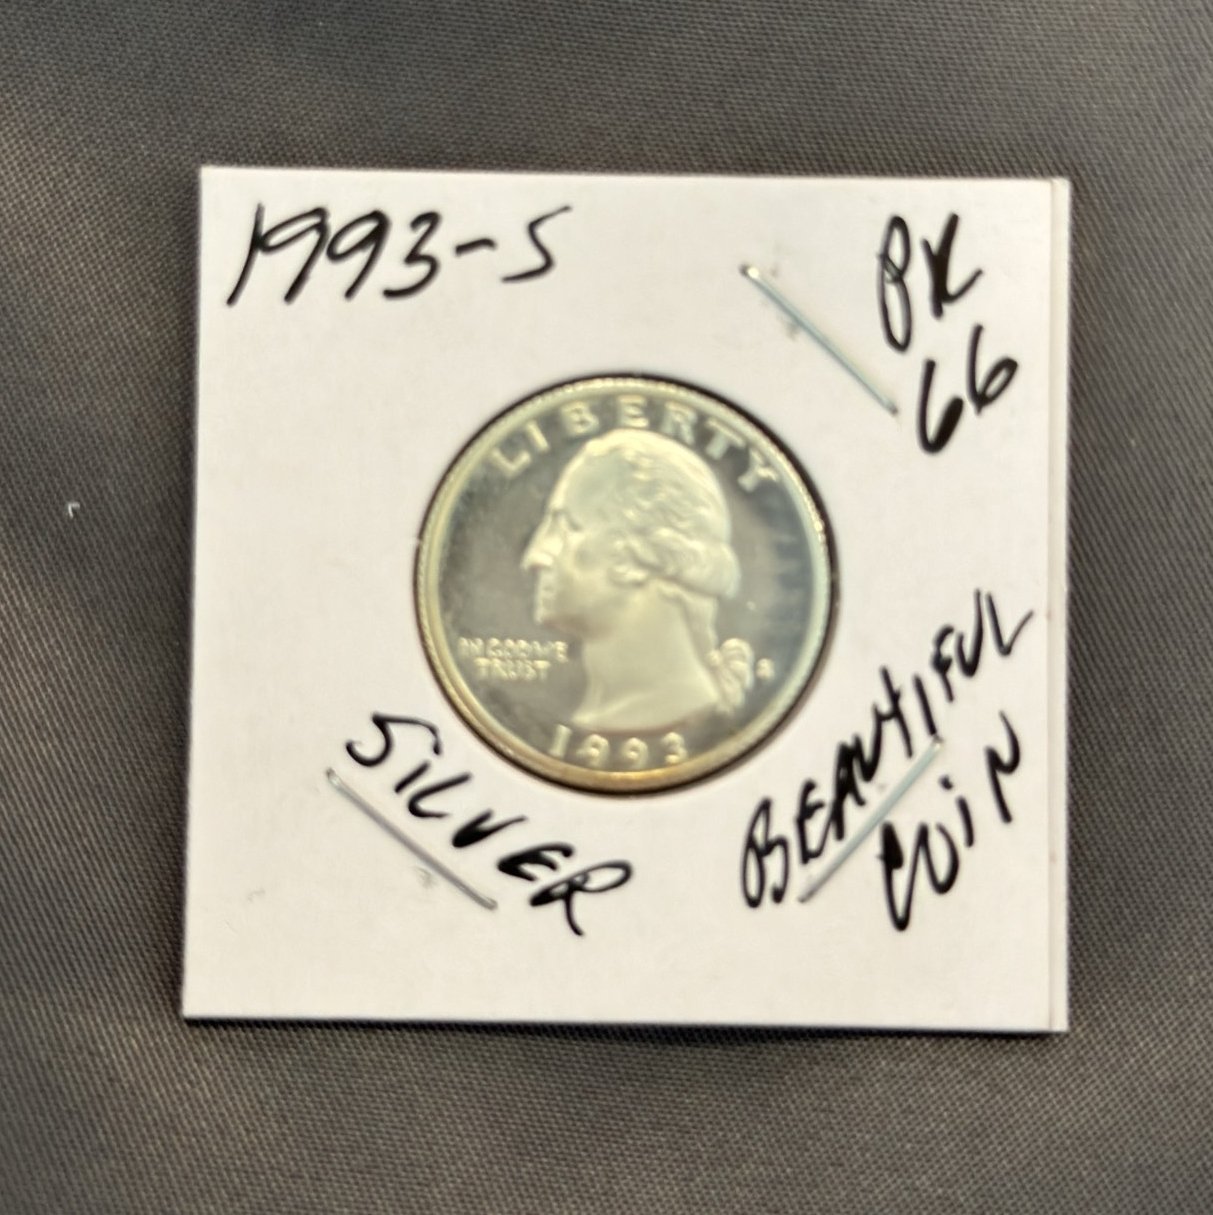 1993-S
PR
66
LIBERTY
IN GOD WE
TRUST
S
1993
SILVER
BEAUTIFUL
COIN